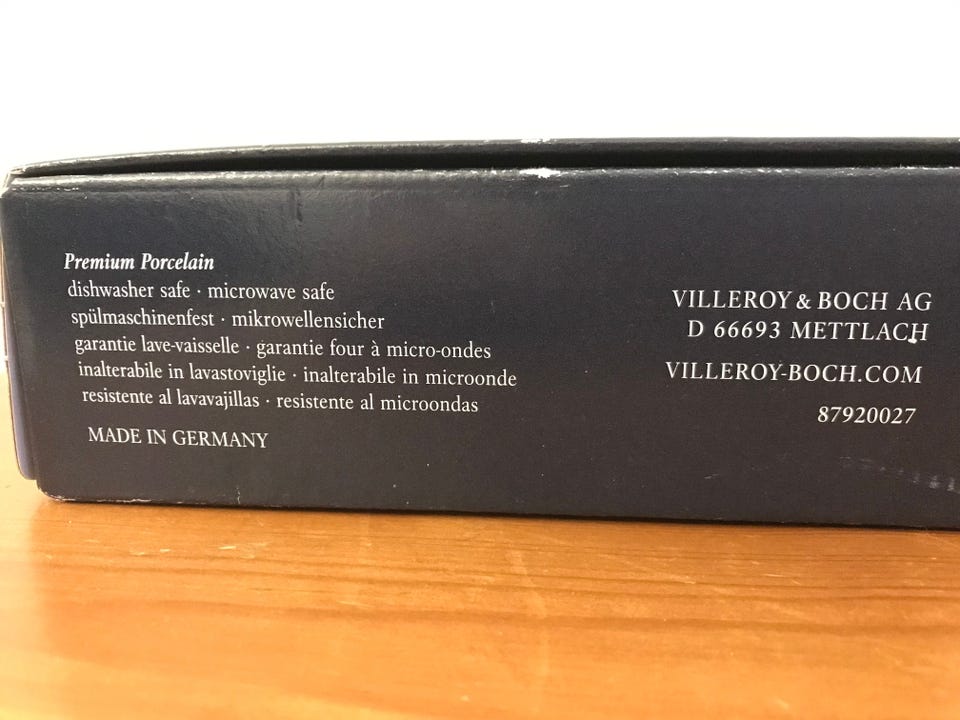 Premium Porcelain
dishwasher safe · microwave safe
spülmaschinenfest · mikrowellensicher
garantie lave-vaisselle · garantie four à micro-ondes
inalterabile in lavastoviglie · inalterabile in microonde
resistente al lavavajillas · resistente al microondas
MADE IN GERMANY
VILLEROY & BOCH AG
D 66693 METTLACH
VILLEROY-BOCH.COM
87920027